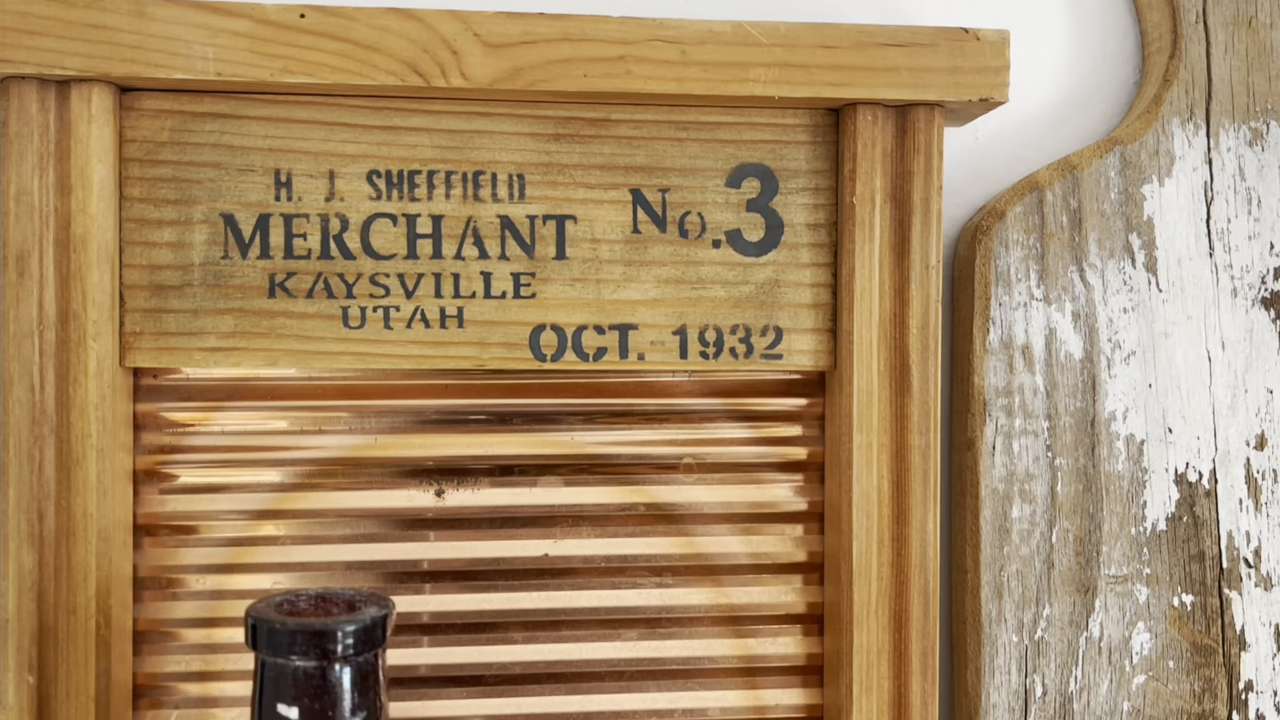 H. J. SHEFFIELD
MERCHANT
KAYSVILLE
UTAH
No.3
OCT. 1932